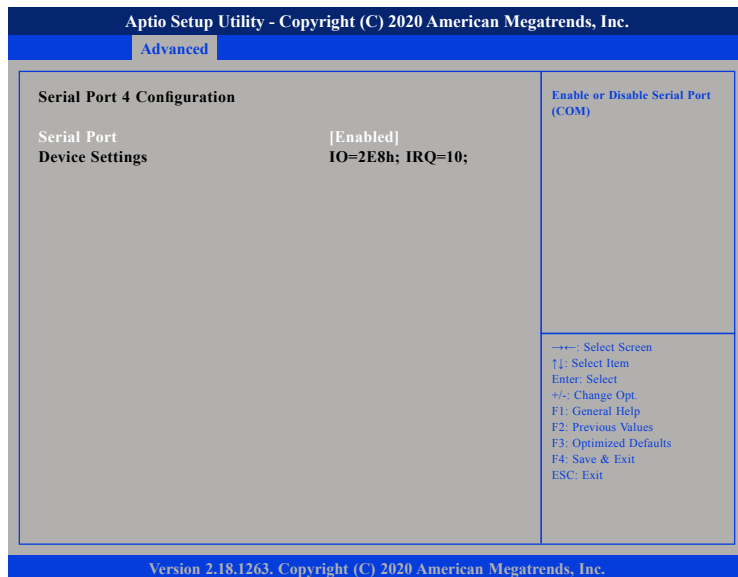 Aptio Setup Utility - Copyright (C) 2020 American Megatrends, Inc.
Advanced
Serial Port 4 Configuration
Serial Port [Enabled]
Device Settings IO=2E8h; IRQ=10;
Enable or Disable Serial Port
(COM)
→←: Select Screen
↑↓: Select Item
Enter: Select
+/-: Change Opt.
F1: General Help
F2: Previous Values
F3: Optimized Defaults
F4: Save & Exit
ESC: Exit
Version 2.18.1263. Copyright (C) 2020 American Megatrends, Inc.